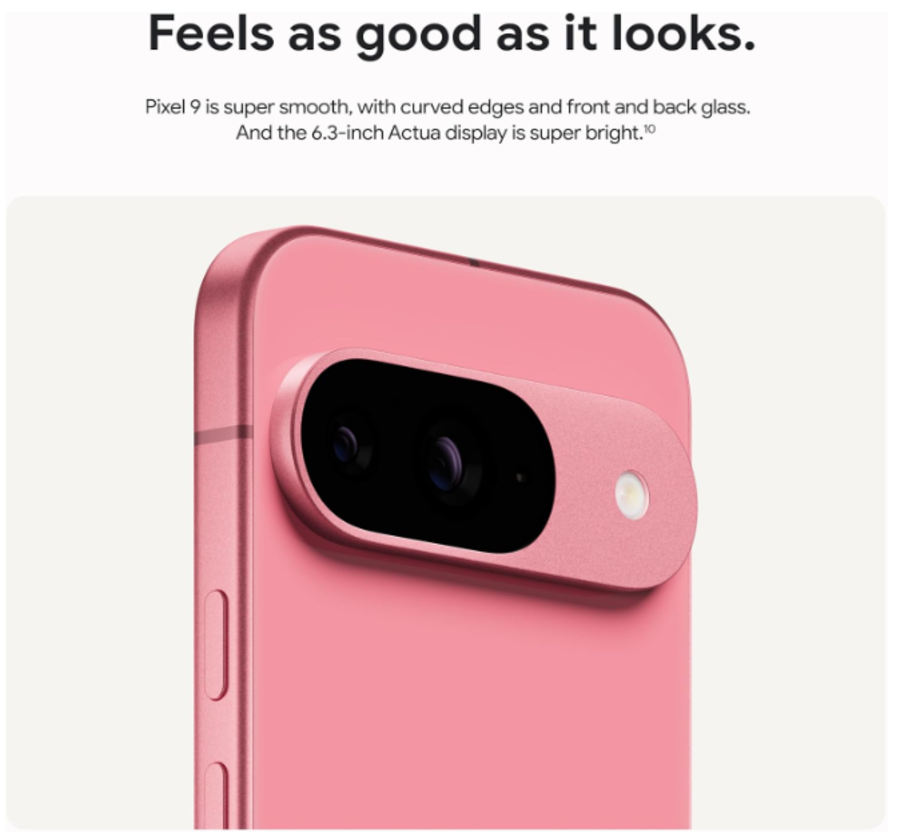 Feels as good as it looks.
Pixel 9 is super smooth, with curved edges and front and back glass.
And the 6.3-inch Actua display is super bright.¹⁰